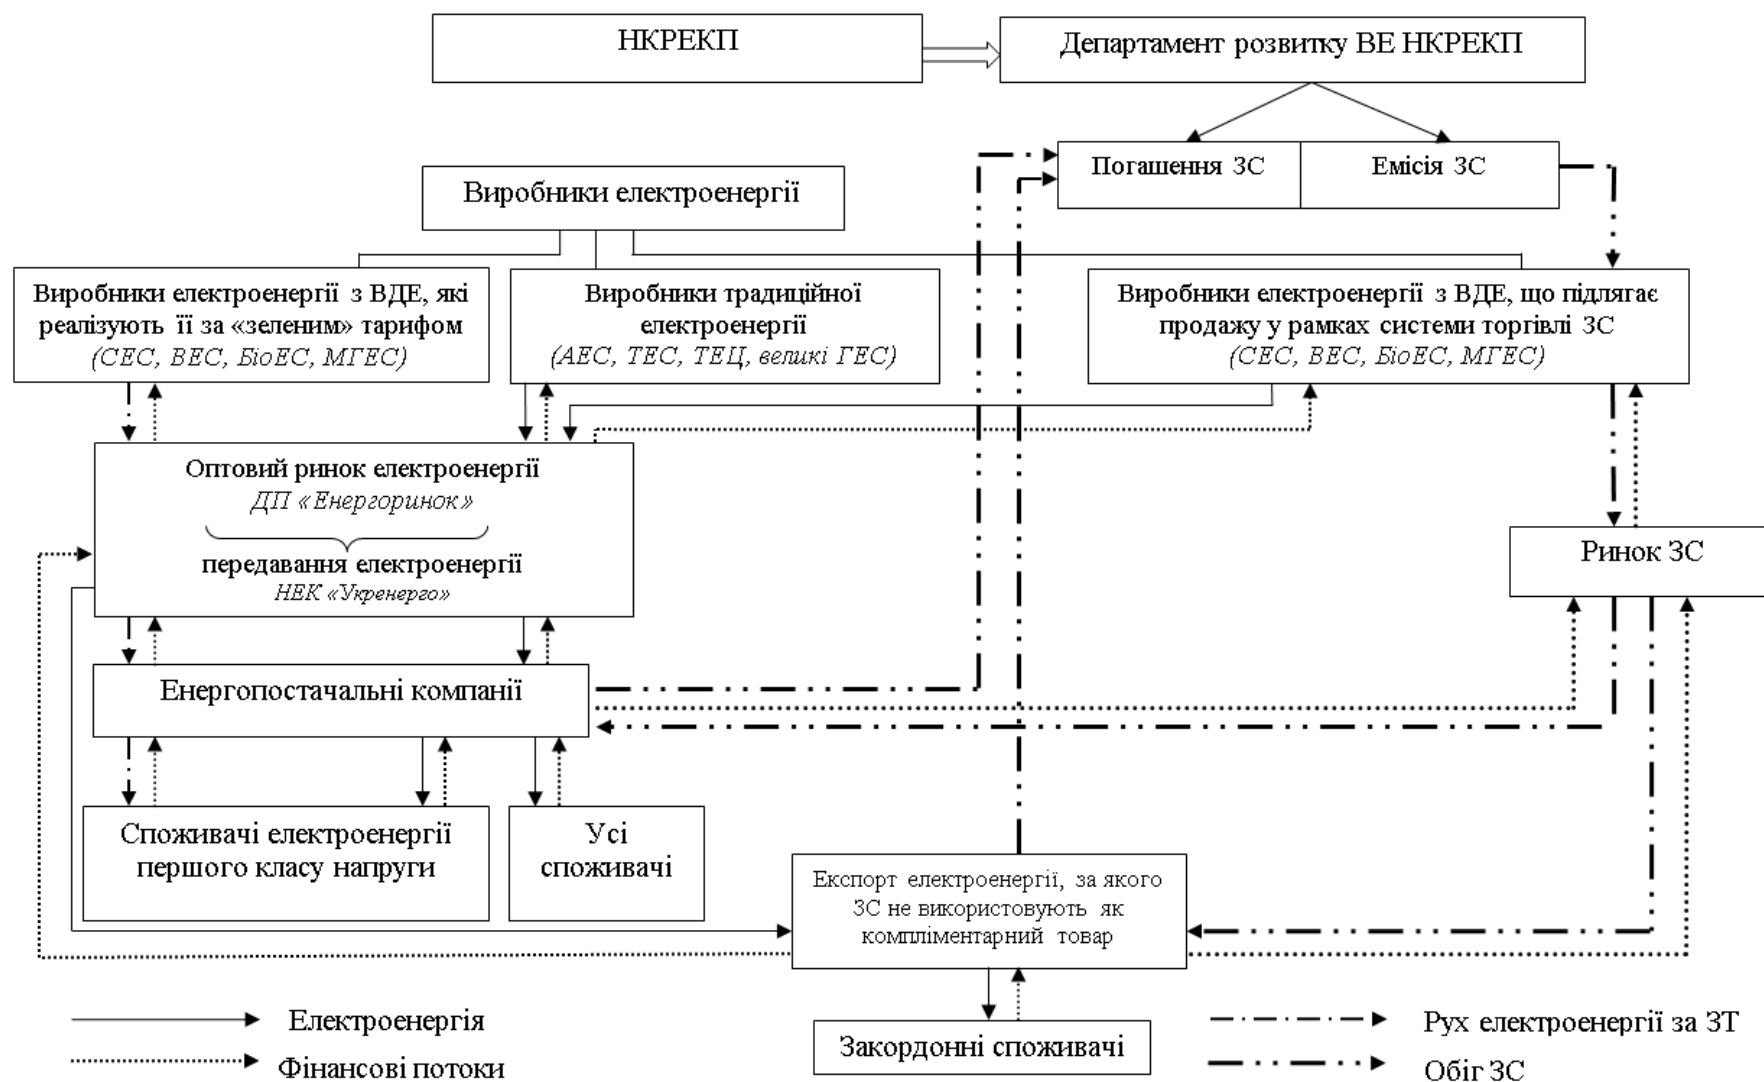 НКРЕКП
Департамент розвитку ВЕ НКРЕКП
Погашення ЗС
Емісія ЗС
Виробники електроенергії
Виробники електроенергії з ВДЕ, які
реалізують її за «зеленим» тарифом
(СЕС, ВЕС, БіоЕС, МГЕС)
Виробники традиційної
електроенергії
(АЕС, ТЕС, ТЕЦ, великі ГЕС)
Виробники електроенергії з ВДЕ, що підлягає
продажу у рамках системи торгівлі ЗС
(СЕС, ВЕС, БіоЕС, МГЕС)
Оптовий ринок електроенергії
ДП «Енергоринок»
передавання електроенергії
НЕК «Укренерго»
Ринок ЗС
Енергопостачальні компанії
Споживачі електроенергії
першого класу напруги
Усі
споживачі
Експорт електроенергії, за якого
ЗС не використовують як
компліментарний товар
Закордонні споживачі
Електроенергія
Фінансові потоки
Рух електроенергії за ЗТ
Обіг ЗС